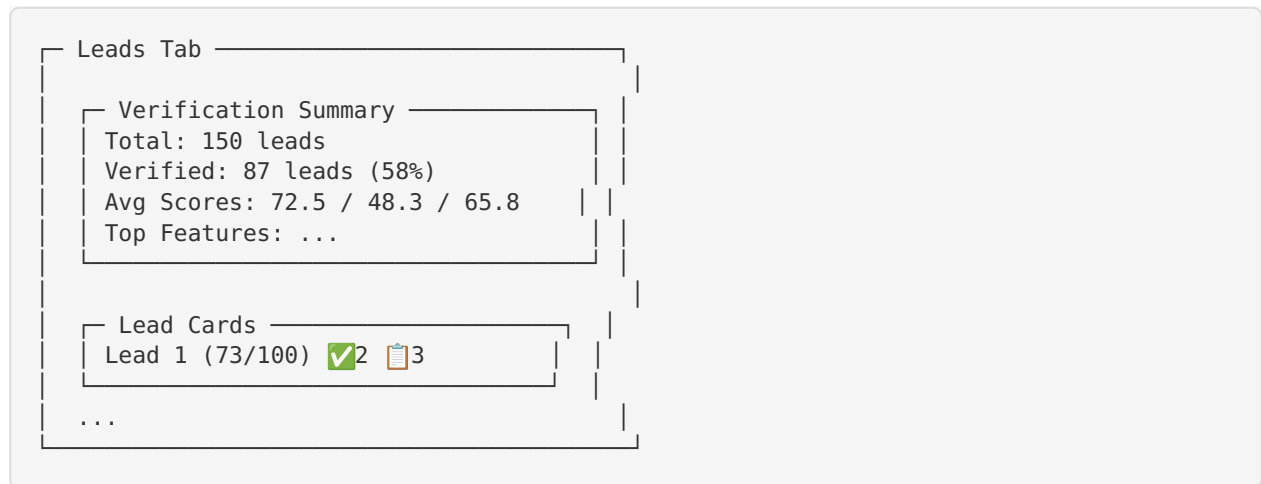 Leads Tab
Verification Summary
Total: 150 leads
Verified: 87 leads (58%)
Avg Scores: 72.5 / 48.3 / 65.8
Top Features: ...
Lead Cards
Lead 1 (73/100) ✅2 📋3
...